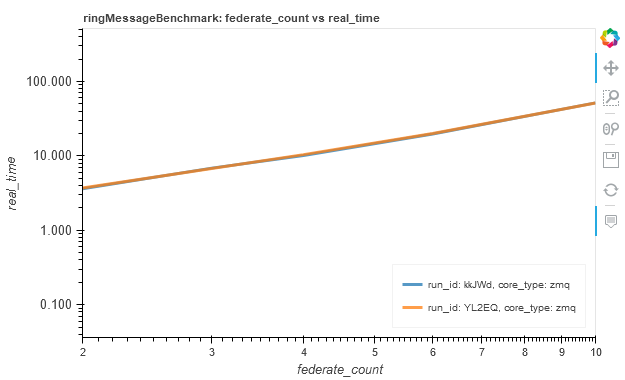 ringMessageBenchmark: federate_count vs real_time
100.000
10.000
1.000
0.100
real_time
run_id: kkJWd, core_type: zmq
run_id: YL2EQ, core_type: zmq
2
3
4
5
6
7
8
9
10
federate_count